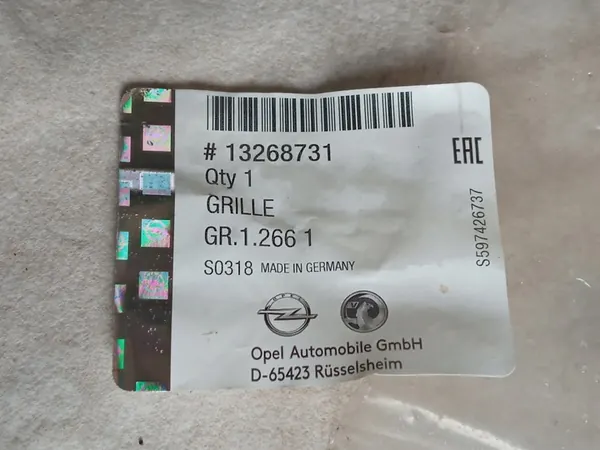 # 13268731
EAC
Qty 1
GRILLE
GR.1.266 1
S0318 MADE IN GERMANY
S597426737
OPEL
Opel Automobile GmbH
D-65423 Rüsselsheim